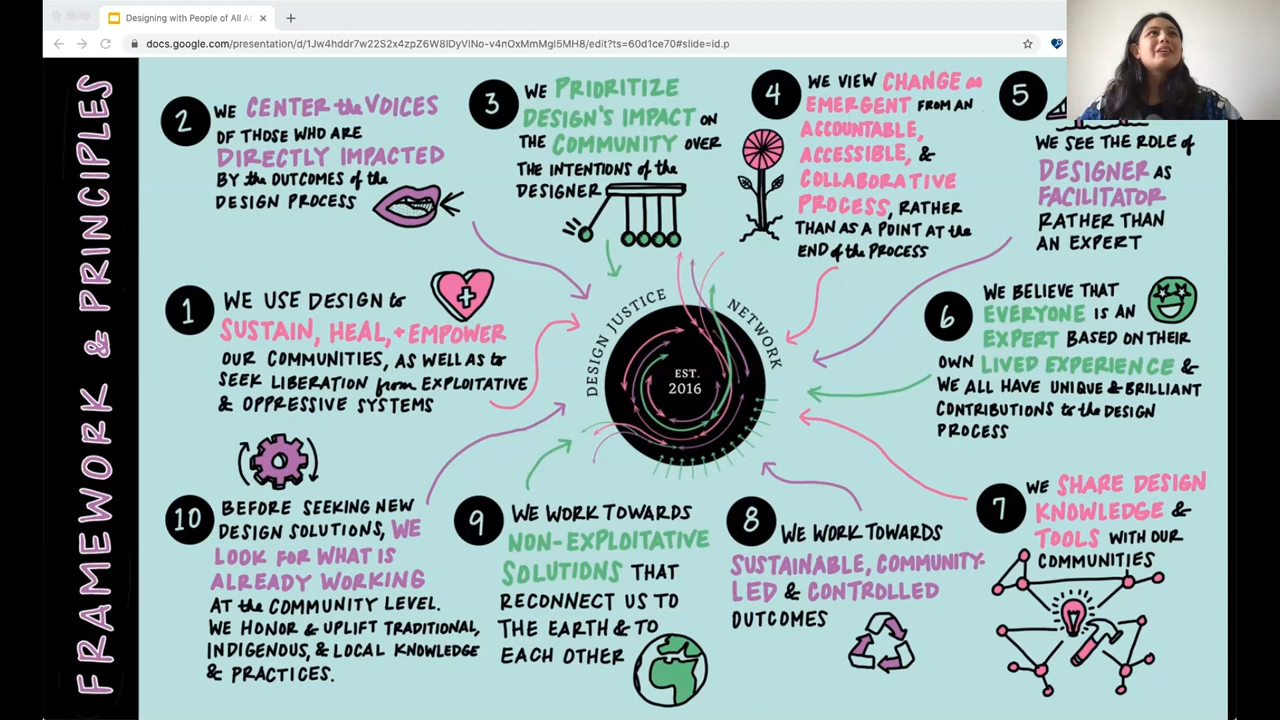 Designing with People of All A
docs.google.com/presentation/d/1Jw4hddr7w22S2x4zpZ6W8lDyVlNo-v4nOxMmMgl5MH8/edit?ts=60d1ce70#slide=id.p
FRAMEWORK & PRINCIPLES
2
WE CENTER the VOICES
OF THOSE WHO ARE
DIRECTLY IMPACTED
BY the OUTCOMES of the
DESIGN PROCESS
3
WE PRIORITIZE
DESIGN'S IMPACT ON
THE COMMUNITY OVER
THE INTENTIONS of the
DESIGNER
4
WE VIEW CHANGE as
EMERGENT FROM AN
ACCOUNTABLE,
ACCESSIBLE, &
COLLABORATIVE
PROCESS, RATHER
THAN AS A POINT AT the
END of the PROCESS
5
WE SEE THE ROLE of
DESIGNER AS
FACILITATOR
RATHER THAN
AN EXPERT
1
WE USE DESIGN to
SUSTAIN, HEAL, + EMPOWER
OUR COMMUNITIES, AS WELL AS to
SEEK LIBERATION from EXPLOITATIVE
& OPPRESSIVE SYSTEMS
DESIGN JUSTICE NETWORK
EST.
2016
6
WE BELIEVE THAT
EVERYONE IS AN
EXPERT BASED ON THEIR
OWN LIVED EXPERIENCE &
WE ALL HAVE UNIQUE & BRILLIANT
CONTRIBUTIONS to the DESIGN
PROCESS
10
BEFORE SEEKING NEW
DESIGN SOLUTIONS, WE
LOOK FOR WHAT IS
ALREADY WORKING
AT the COMMUNITY LEVEL.
WE HONOR & UPLIFT TRADITIONAL,
INDIGENOUS, & LOCAL KNOWLEDGE
& PRACTICES.
9
WE WORK TOWARDS
NON-EXPLOITATIVE
SOLUTIONS THAT
RECONNECT US TO
THE EARTH & TO
EACH OTHER
8
WE WORK TOWARDS
SUSTAINABLE, COMMUNITY-
LED & CONTROLLED
OUTCOMES
7
WE SHARE DESIGN
KNOWLEDGE &
TOOLS WITH OUR
COMMUNITIES